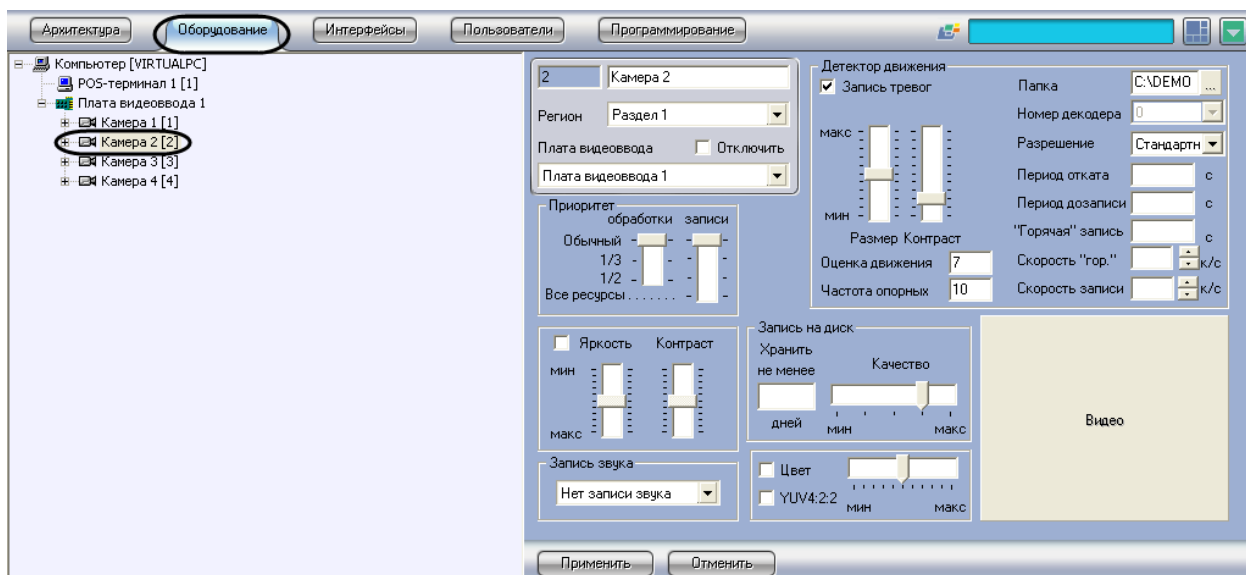 Архитектура Оборудование Интерфейсы Пользователи Программирование
Компьютер [VIRTUALPC]
POS-терминал 1 [1]
Плата видеоввода 1
Камера 1 [1]
Камера 2 [2]
Камера 3 [3]
Камера 4 [4]
2 Камера 2
Регион Раздел 1
Плата видеоввода Отключить
Плата видеоввода 1
Приоритет
обработки записи
Обычный
1/3
1/2
Все ресурсы.......
Яркость Контраст
мин
макс
Запись звука
Нет записи звука
Детектор движения
Запись тревог
макс
мин
Размер Контраст
Оценка движения 7
Частота опорных 10
Папка C:\DEMO ...
Номер декодера 0
Разрешение Стандартн
Период отката с
Период дозаписи с
"Горячая" запись с
Скорость "гор." к/с
Скорость записи к/с
Запись на диск
Хранить
не менее
дней
Качество
мин макс
Цвет
YUV4:2:2
мин макс
Видео
Применить Отменить